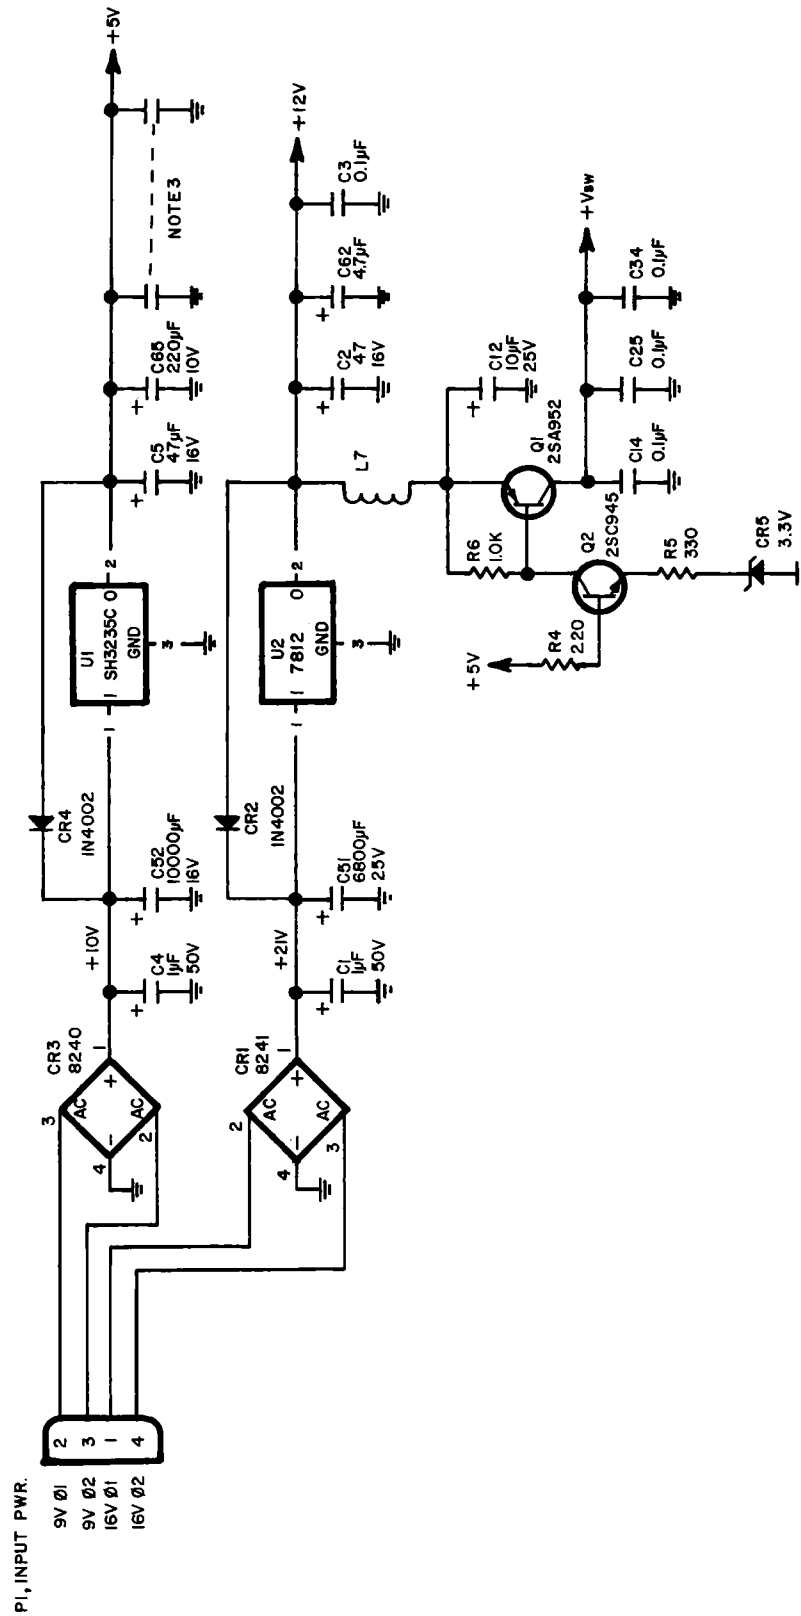 P1, INPUT PWR.
9V Ø1
9V Ø2
16V Ø1
16V Ø2
2
3
1
4
CR3
8240
3
AC
AC
2
+
−
1
4
+10V
+
C4
1µF
50V
+
C52
10000µF
16V
CR4
1N4002
1
U1
SH3235C
I
O
GND
2
3
+
C5
47µF
16V
+
C65
220µF
10V
NOTE 3
+5V
CR1
8241
2
AC
AC
3
+
−
1
4
+21V
+
C1
1µF
50V
+
C51
6800µF
25V
CR2
1N4002
1
U2
7812
I
O
GND
2
3
+
C2
47
16V
+
C62
4.7µF
C3
0.1µF
+12V
L7
+
C12
10µF
25V
R6
1.0K
Q1
2SA952
Q2
2SC945
+5V
R4
220
R5
330
CR5
3.3V
C14
0.1µF
C25
0.1µF
C34
0.1µF
+Vsw